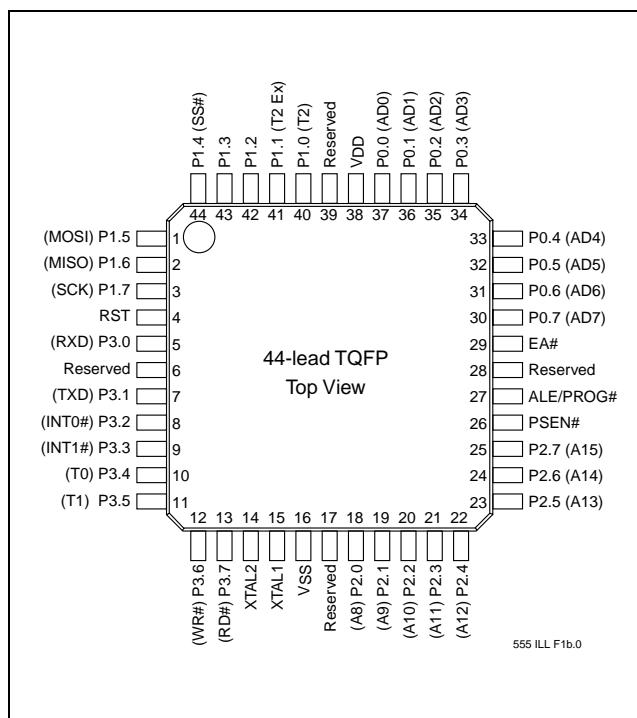 P1.4 (SS#)
P1.3
P1.2
P1.1 (T2 Ex)
P1.0 (T2)
Reserved
VDD
P0.0 (AD0)
P0.1 (AD1)
P0.2 (AD2)
P0.3 (AD3)
44 43 42 41 40 39 38 37 36 35 34
(MOSI) P1.5 1
(MISO) P1.6 2
(SCK) P1.7 3
RST 4
(RXD) P3.0 5
Reserved 6
(TXD) P3.1 7
(INT0#) P3.2 8
(INT1#) P3.3 9
(T0) P3.4 10
(T1) P3.5 11
44-lead TQFP
Top View
33 P0.4 (AD4)
32 P0.5 (AD5)
31 P0.6 (AD6)
30 P0.7 (AD7)
29 EA#
28 Reserved
27 ALE/PROG#
26 PSEN#
25 P2.7 (A15)
24 P2.6 (A14)
23 P2.5 (A13)
12 13 14 15 16 17 18 19 20 21 22
(WR#) P3.6
(RD#) P3.7
XTAL2
XTAL1
VSS
Reserved
(A8) P2.0
(A9) P2.1
(A10) P2.2
(A11) P2.3
(A12) P2.4
555 ILL F1b.0